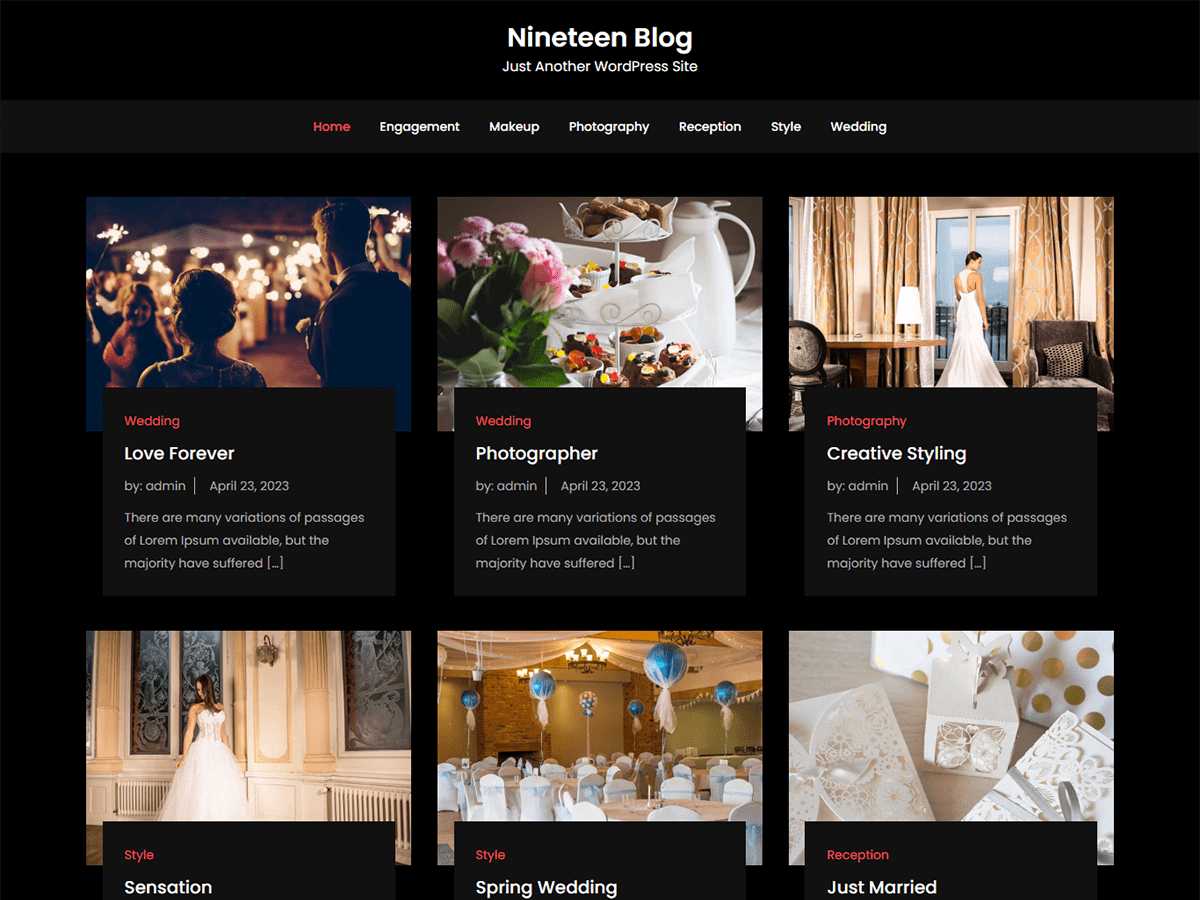 Nineteen Blog
Just Another WordPress Site
Home Engagement Makeup Photography Reception Style Wedding
Wedding
Love Forever
by: admin April 23, 2023
There are many variations of passages
of Lorem Ipsum available, but the
majority have suffered […]
Wedding
Photographer
by: admin April 23, 2023
There are many variations of passages
of Lorem Ipsum available, but the
majority have suffered […]
Photography
Creative Styling
by: admin April 23, 2023
There are many variations of passages
of Lorem Ipsum available, but the
majority have suffered […]
Style
Sensation
Style
Spring Wedding
Reception
Just Married